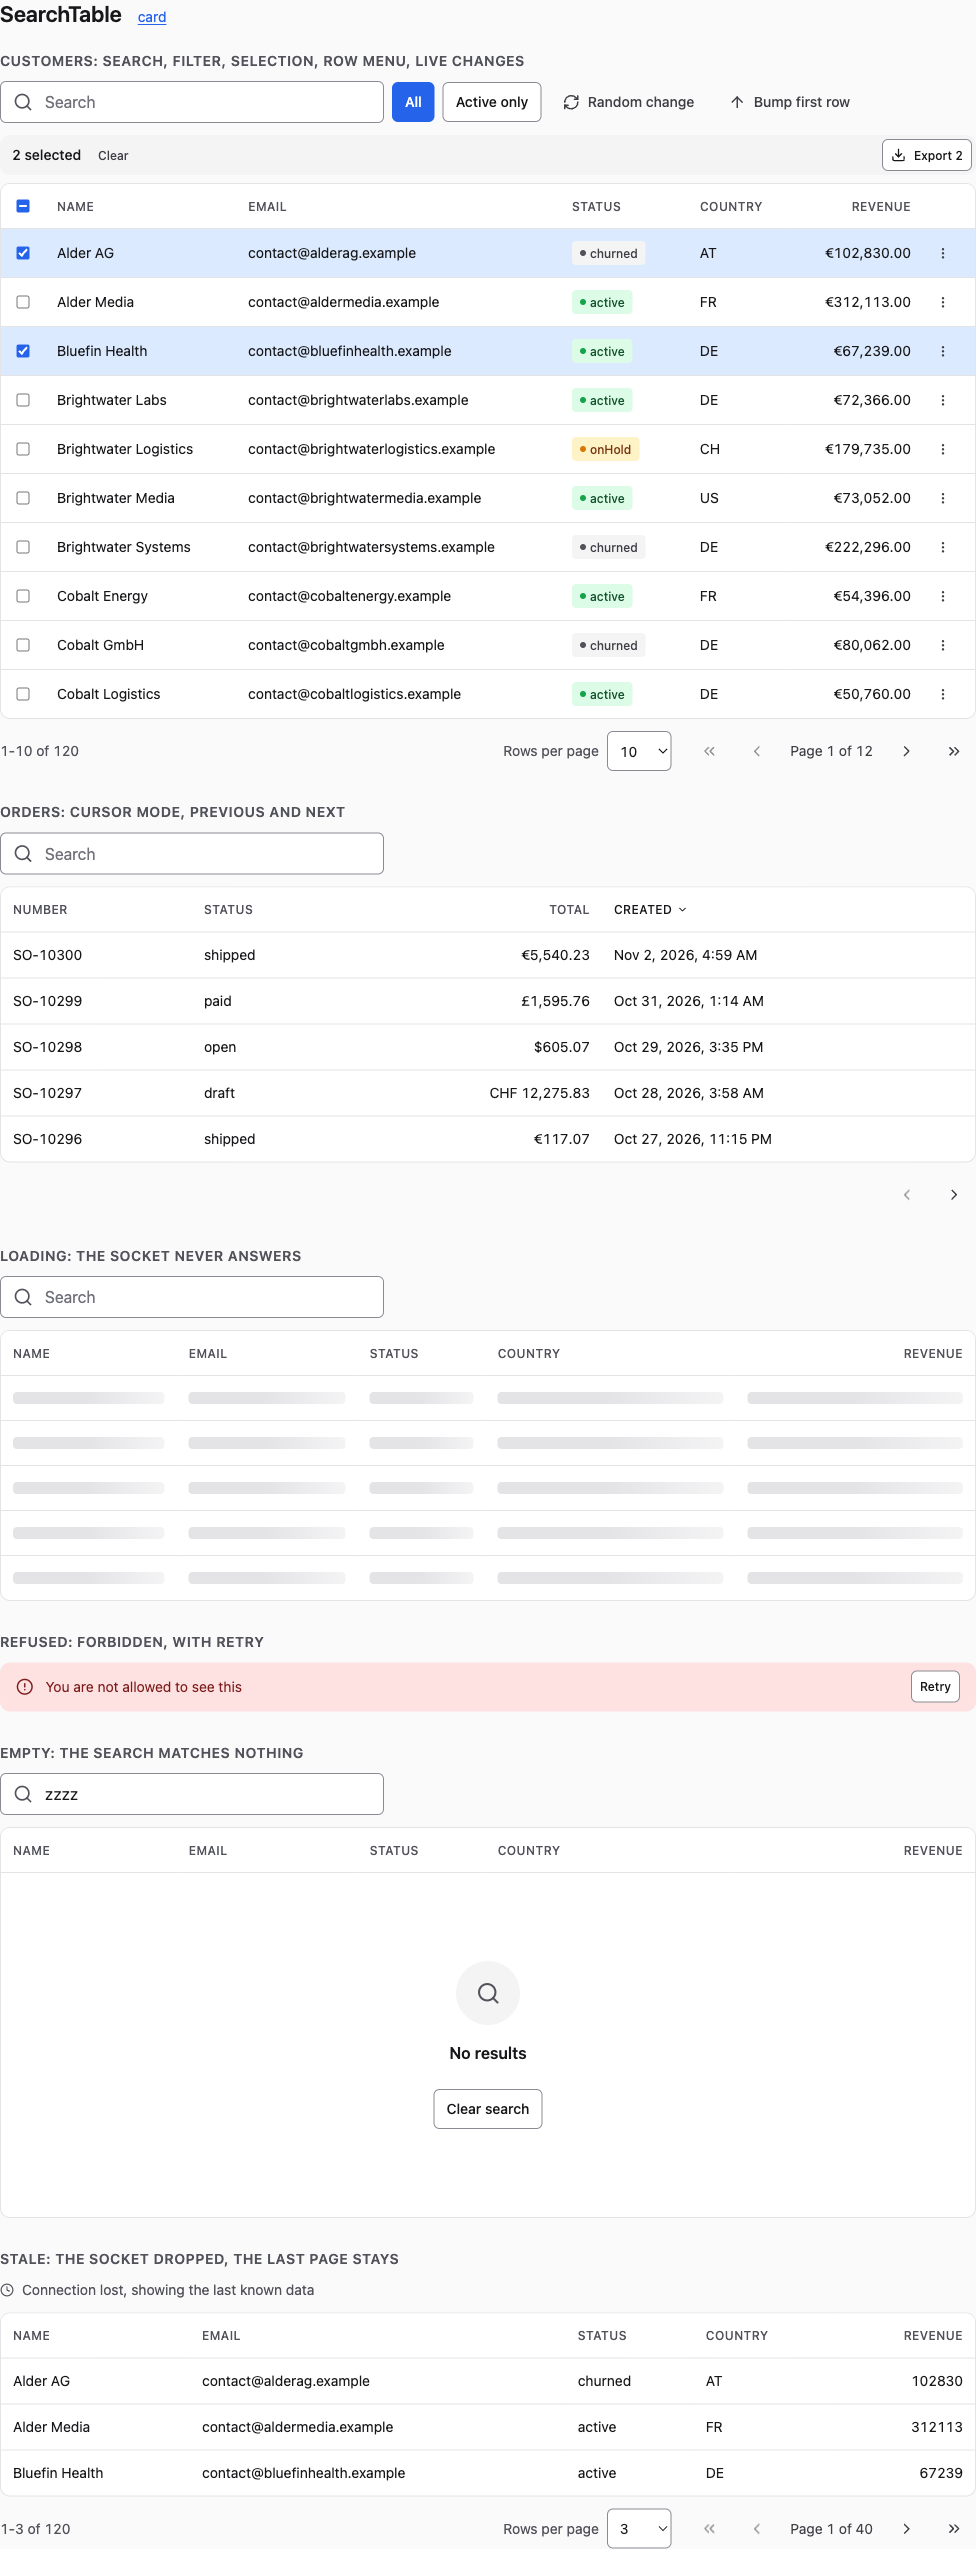 SearchTable card
CUSTOMERS: SEARCH, FILTER, SELECTION, ROW MENU, LIVE CHANGES
Search All Active only Random change Bump first row
2 selected Clear Export 2
NAME EMAIL STATUS COUNTRY REVENUE
Alder AG contact@alderag.example churned AT €102,830.00
Alder Media contact@aldermedia.example active FR €312,113.00
Bluefin Health contact@bluefinhealth.example active DE €67,239.00
Brightwater Labs contact@brightwaterlabs.example active DE €72,366.00
Brightwater Logistics contact@brightwaterlogistics.example onHold CH €179,735.00
Brightwater Media contact@brightwatermedia.example active US €73,052.00
Brightwater Systems contact@brightwatersystems.example churned DE €222,296.00
Cobalt Energy contact@cobaltenergy.example active FR €54,396.00
Cobalt GmbH contact@cobaltgmbh.example churned DE €80,062.00
Cobalt Logistics contact@cobaltlogistics.example active DE €50,760.00
1-10 of 120 Rows per page 10 Page 1 of 12
ORDERS: CURSOR MODE, PREVIOUS AND NEXT
Search
NUMBER STATUS TOTAL CREATED
SO-10300 shipped €5,540.23 Nov 2, 2026, 4:59 AM
SO-10299 paid £1,595.76 Oct 31, 2026, 1:14 AM
SO-10298 open $605.07 Oct 29, 2026, 3:35 PM
SO-10297 draft CHF 12,275.83 Oct 28, 2026, 3:58 AM
SO-10296 shipped €117.07 Oct 27, 2026, 11:15 PM
LOADING: THE SOCKET NEVER ANSWERS
Search
NAME EMAIL STATUS COUNTRY REVENUE
REFUSED: FORBIDDEN, WITH RETRY
You are not allowed to see this Retry
EMPTY: THE SEARCH MATCHES NOTHING
zzzz
NAME EMAIL STATUS COUNTRY REVENUE
No results
Clear search
STALE: THE SOCKET DROPPED, THE LAST PAGE STAYS
Connection lost, showing the last known data
NAME EMAIL STATUS COUNTRY REVENUE
Alder AG contact@alderag.example churned AT 102830
Alder Media contact@aldermedia.example active FR 312113
Bluefin Health contact@bluefinhealth.example active DE 67239
1-3 of 120 Rows per page 3 Page 1 of 40